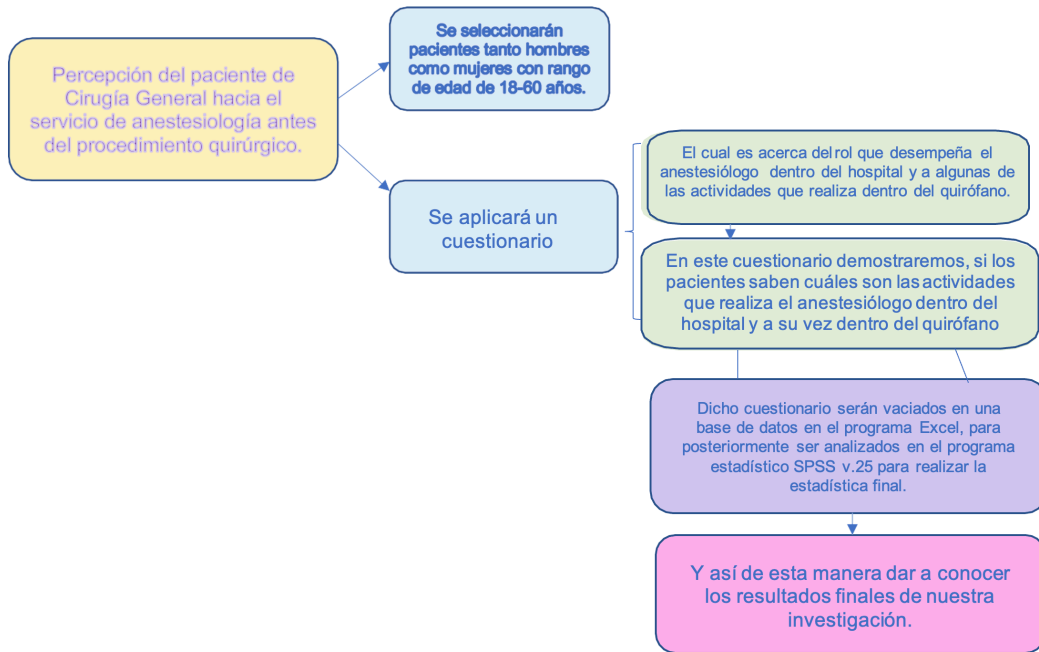 Percepción del paciente de
Cirugía General hacia el
servicio de anestesiología antes
del procedimiento quirúrgico.
Se seleccionarán
pacientes tanto hombres
como mujeres con rango
de edad de 18-60 años.
Se aplicará un
cuestionario
El cual es acerca del rol que desempeña el
anestesiólogo dentro del hospital y a algunas de
las actividades que realiza dentro del quirófano.
En este cuestionario demostraremos, si los
pacientes saben cuáles son las actividades
que realiza el anestesiólogo dentro del
hospital y a su vez dentro del quirófano
Dicho cuestionario serán vaciados en una
base de datos en el programa Excel, para
posteriormente ser analizados en el programa
estadístico SPSS v.25 para realizar la
estadística final.
Y así de esta manera dar a conocer
los resultados finales de nuestra
investigación.